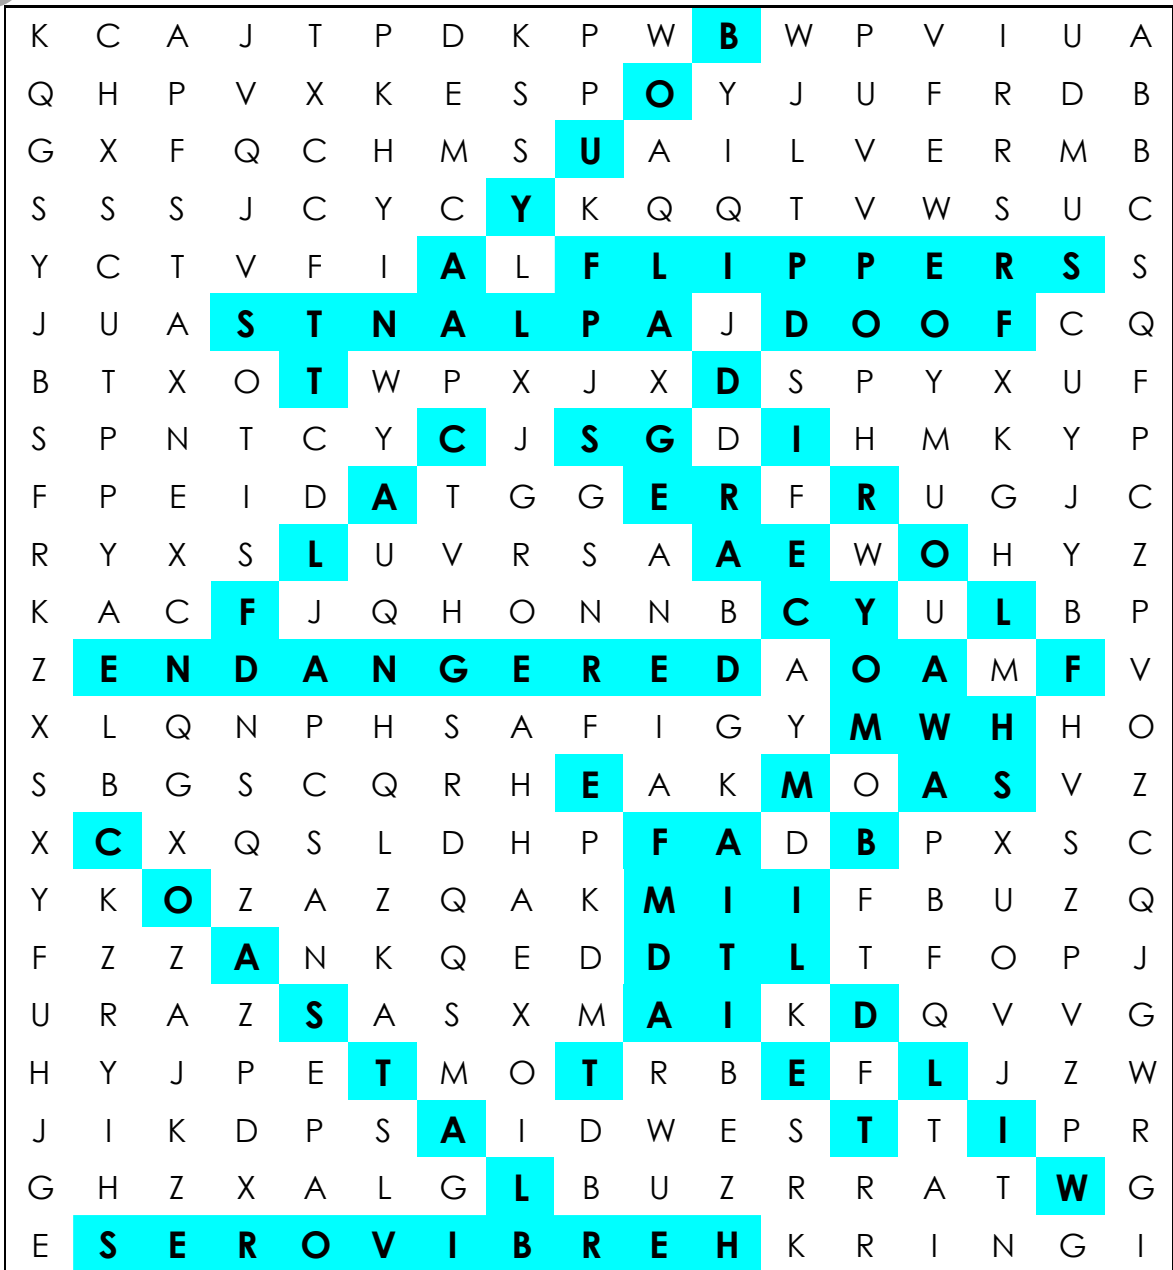 K C A J T P D K P W B W P V I U A
Q H P V X K E S P O Y J U F R D B
G X F Q C H M S U A I L V E R M B
S S S J C Y C Y K Q Q T V W S U C
Y C T V F I A L F L I P P E R S S
J U A S T N A L P A J D O O F C Q
B T X O T W P X J X D S P Y X U F
S P N T C Y C J S G D I H M K Y P
F P E I D A T G G E R F R U G J C
R Y X S L U V R S A A E W O H Y Z
K A C F J Q H O N N B C Y U L B P
Z E N D A N G E R E D A O A M F V
X L Q N P H S A F I G Y M W H H O
S B G S C Q R H E A K M O A S V Z
X C X Q S L D H P F A D B P X S C
Y K O Z A Z Q A K M I I F B U Z Q
F Z Z A N K Q E D D T L T F O P J
U R A Z S A S X M A I K D Q V V G
H Y J P E T M O T R B E F L J Z W
J I K D P S A I D W E S T T I P R
G H Z X A L G L B U Z R R A T W G
E S E R O V I B R E H K R I N G I